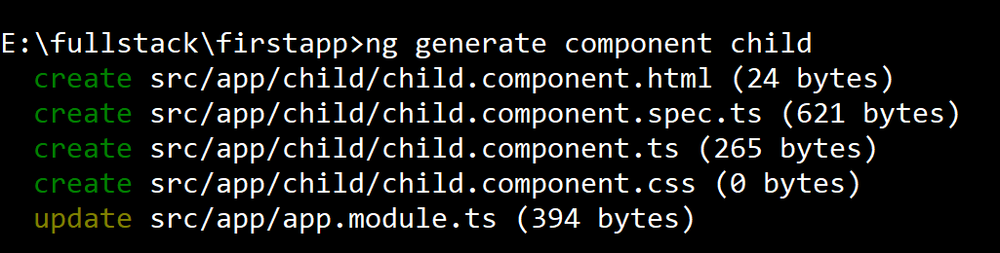 E:\fullstack\firstapp>ng generate component child
create src/app/child/child.component.html (24 bytes)
create src/app/child/child.component.spec.ts (621 bytes)
create src/app/child/child.component.ts (265 bytes)
create src/app/child/child.component.css (0 bytes)
update src/app/app.module.ts (394 bytes)